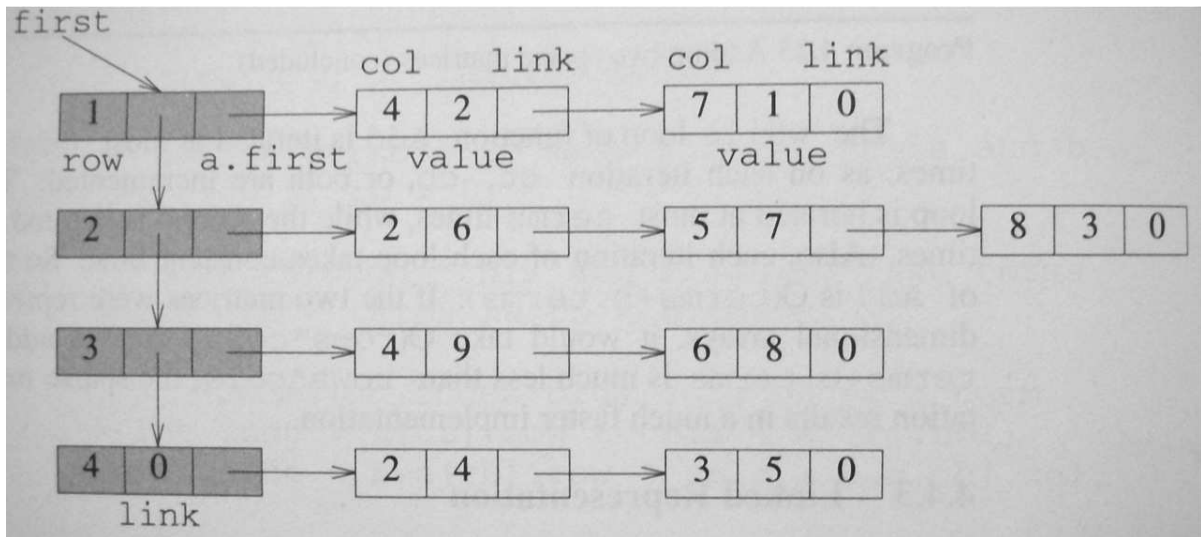 first
col link col link
1 4 2 7 1 0
row a.first value value
2 2 6 5 7 8 3 0
3 4 9 6 8 0
4 0 2 4 3 5 0
link